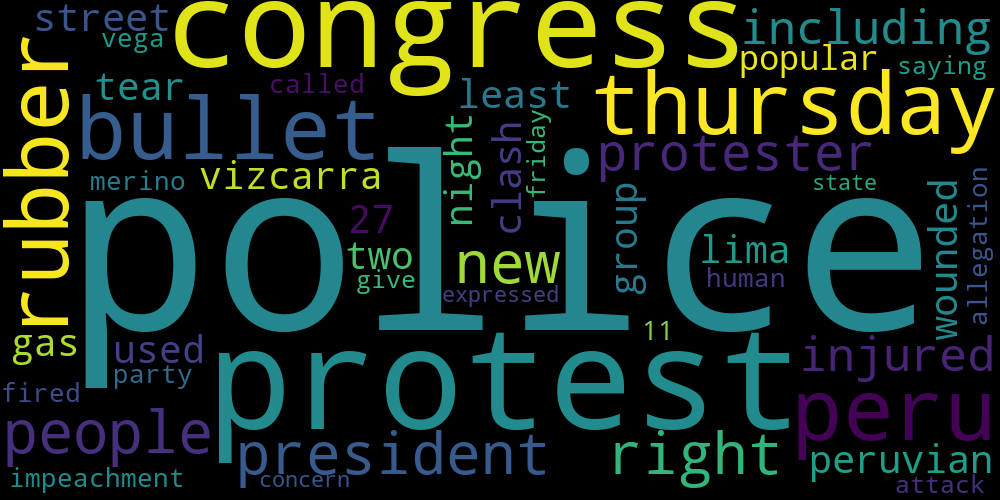 street
congress
including
vega
popular
saying
rubber
tear
called
least
thursday
bullet
night
clash
friday
protester
merino
vizcarra
state
allegation
27
group
wounded
police
two
new
lima
give
human
expressed
gas
used
11
protest
injured
party
fired
peru
people
president
right
peruvian
impeachment
concern
attack